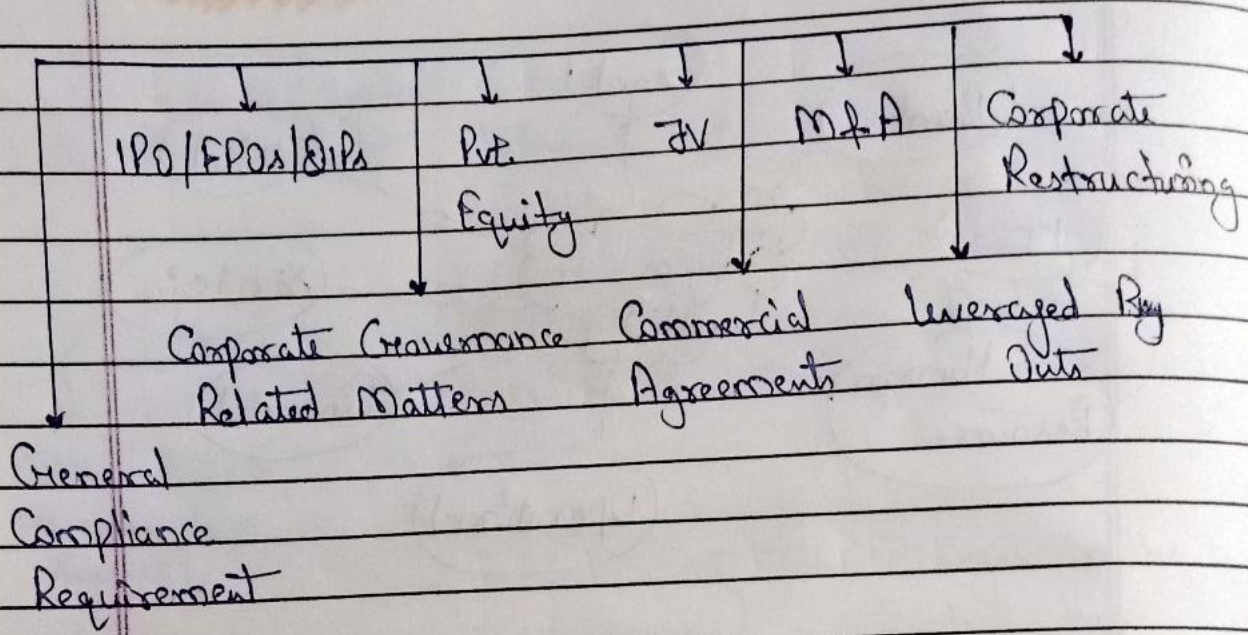 IPO/FPOs/QIPs Pvt. Equity JV M&A Corporate Restructuring
Corporate Governance Related Matters Commercial Agreements Leveraged Buy Outs
General
Compliance
Requirement